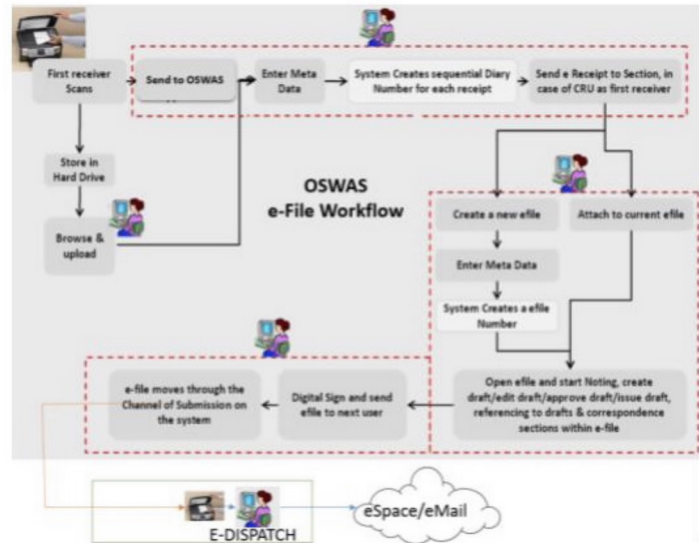 First receiver
Scans
Send to OSWAS
Enter Meta
Data
System Creates sequential Diary
Number for each receipt
Send e Receipt to Section, in
case of CRU as first receiver
Store in
Hard Drive
Browse &
upload
OSWAS
e-File Workflow
Create a new efile
Attach to current efile
Enter Meta Data
System Creates a efile
Number
Open efile and start Noting, create
draft/edit draft/approve draft/issue draft,
referencing to drafts & correspondence
sections within e-file
Digital Sign and send
efile to next user
e-file moves through the
Channel of Submission on
the system
E-DISPATCH
eSpace/eMail